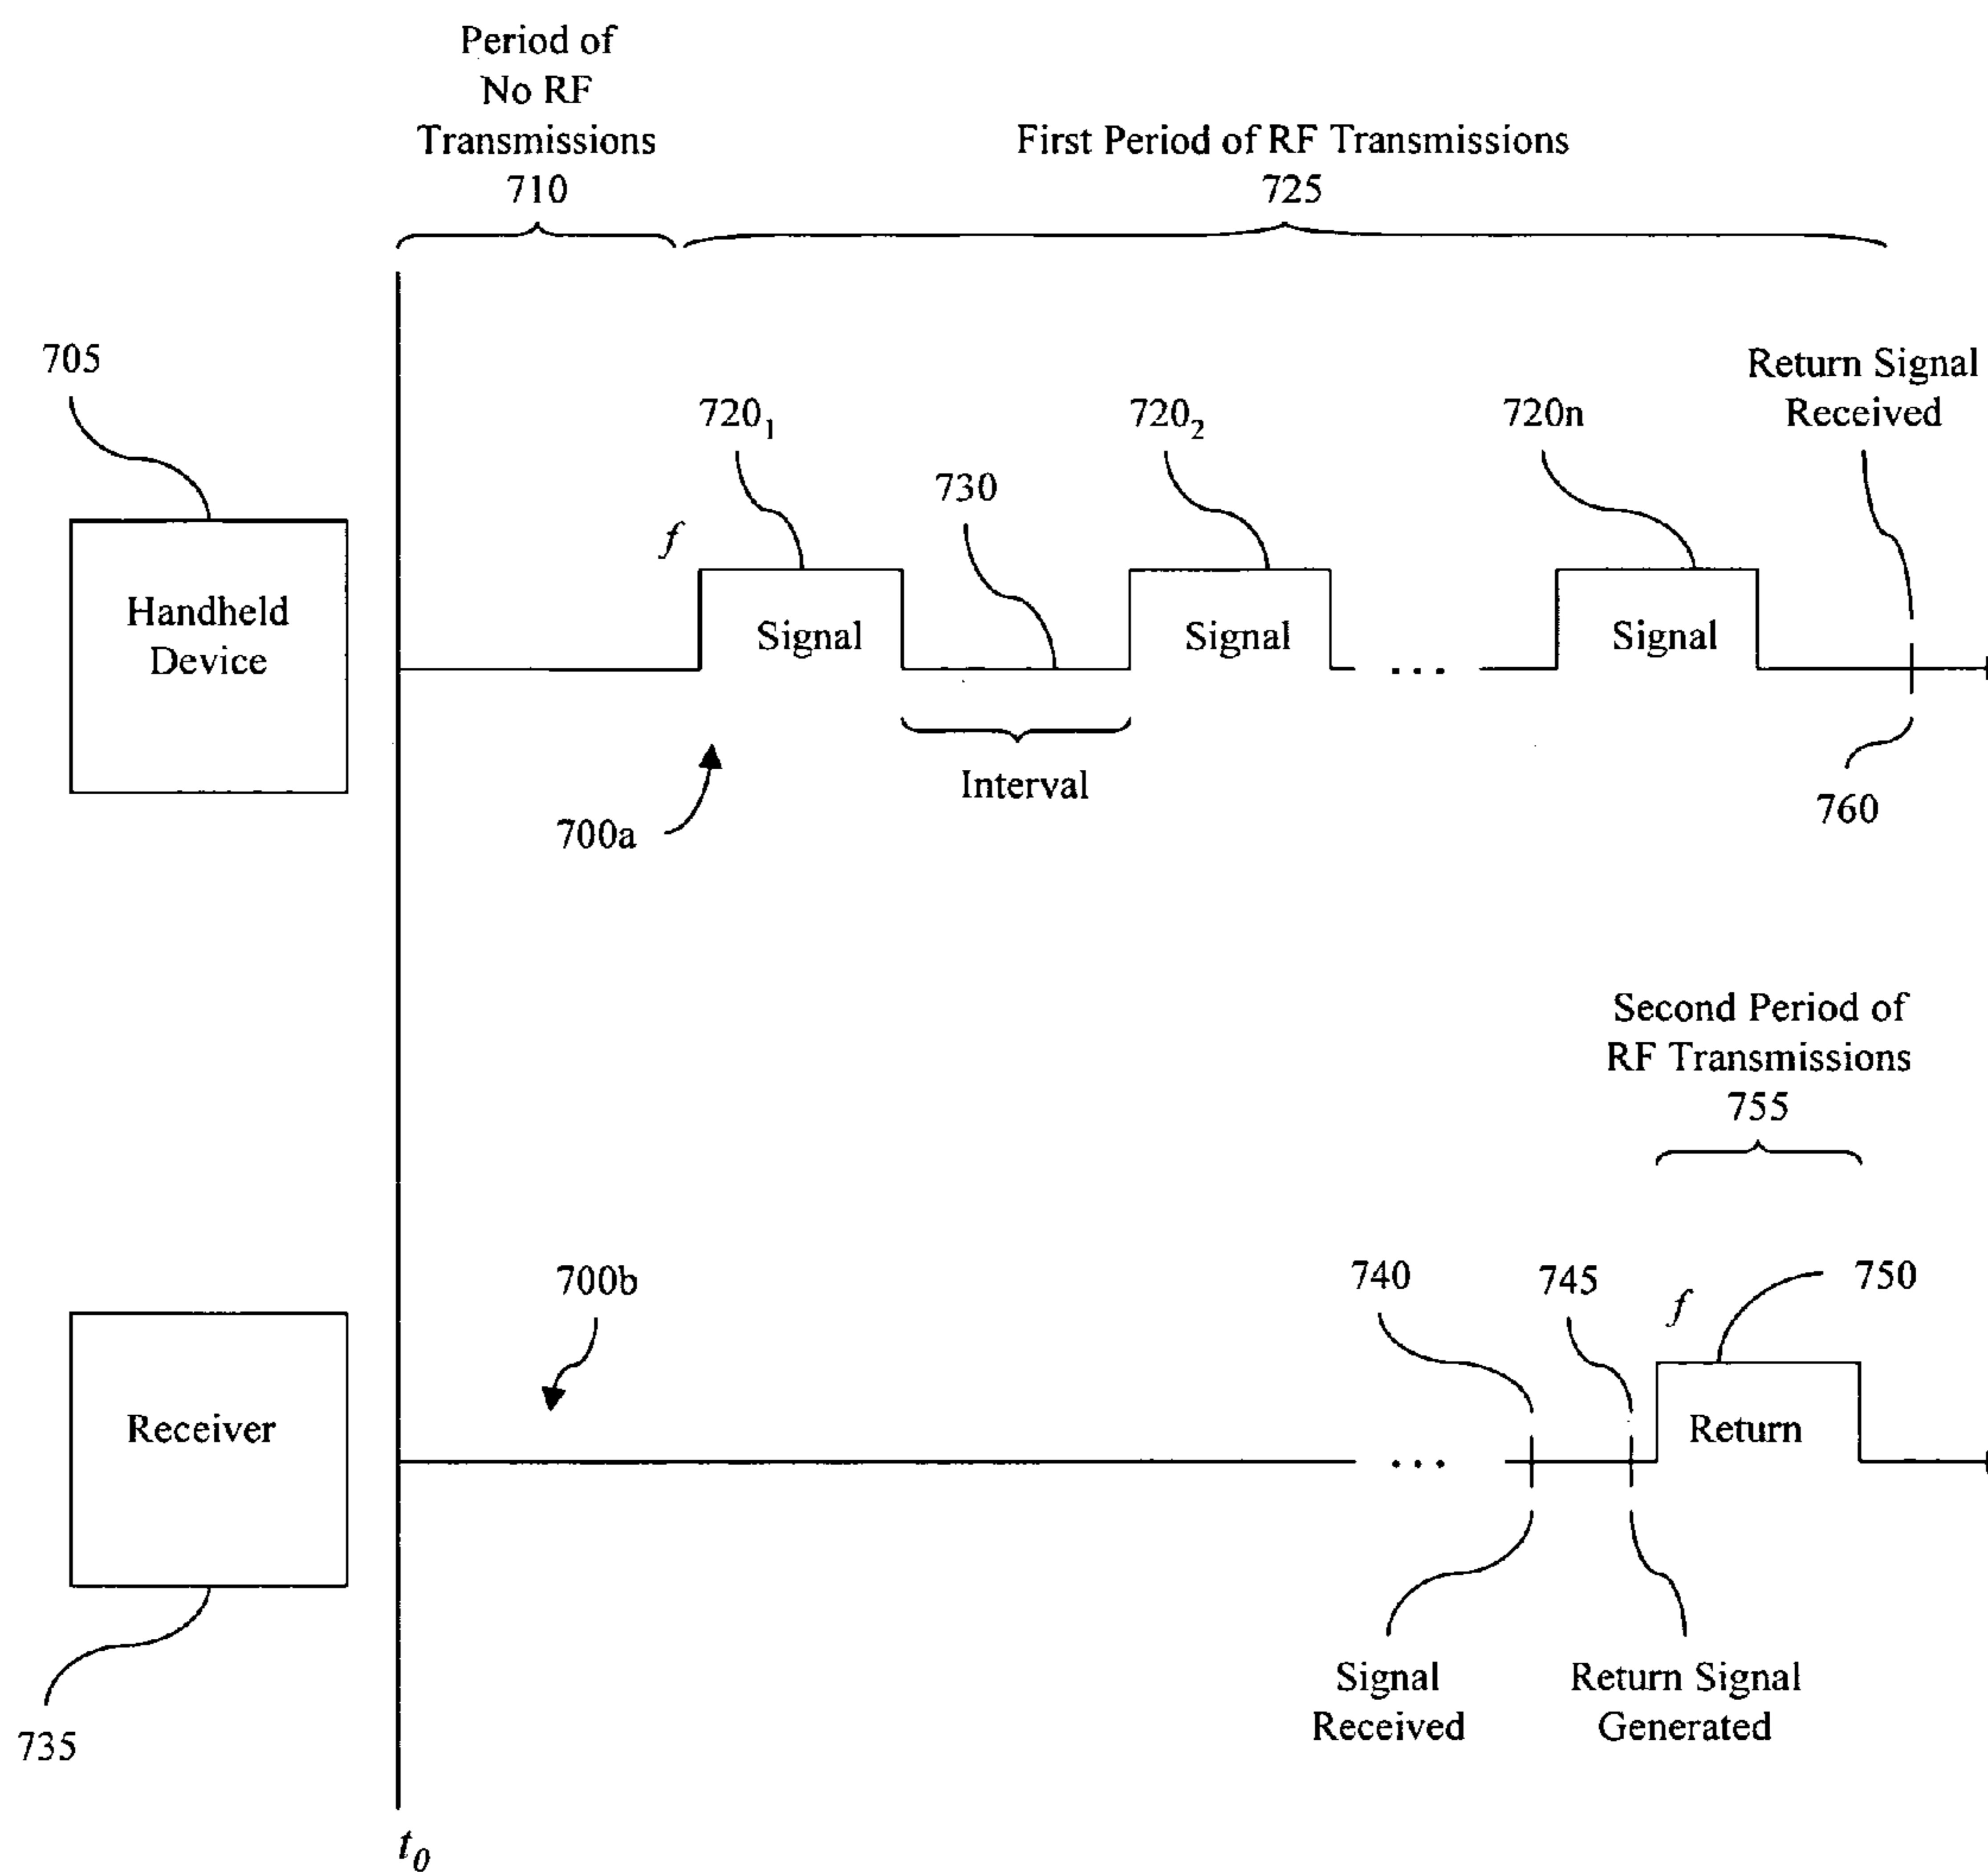 Period of
No RF
Transmissions
710
First Period of RF Transmissions
725
705
720₁
720₂
720n
Return Signal
Received
730
f
Handheld
Device
Signal
Signal
...
Signal
Interval
700a
760
Second Period of
RF Transmissions
755
700b
740
745
f
750
Receiver
...
Return
735
Signal
Received
Return Signal
Generated
t₀